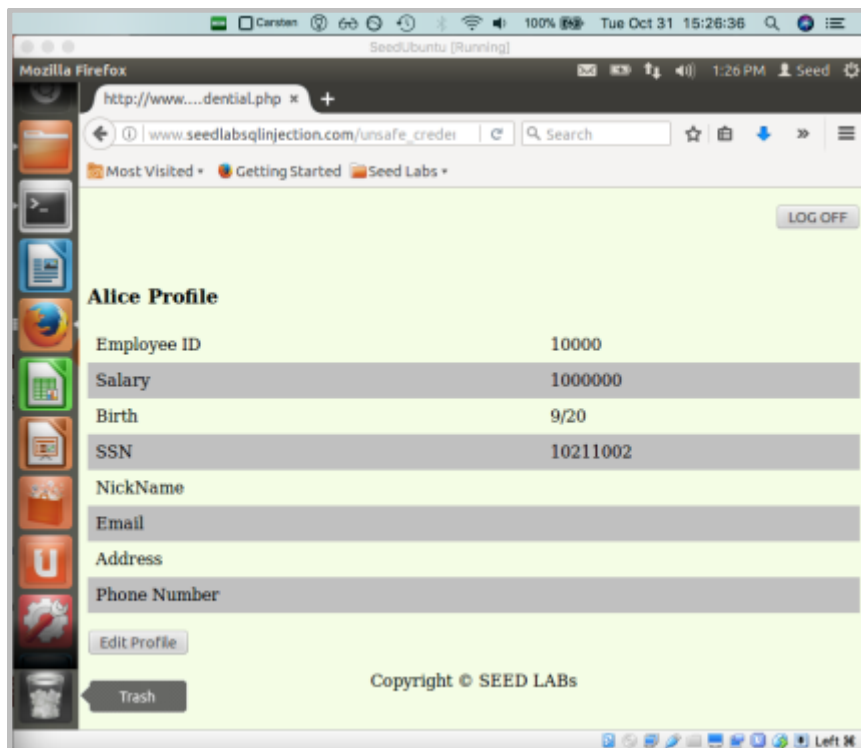 Carsten 100% Tue Oct 31 15:26:36
SeedUbuntu [Running]
Mozilla Firefox 1:26 PM Seed
http://www....dential.php × +
www.seedlabsqlinjection.com/unsafe_creder Search
Most Visited Getting Started Seed Labs
LOG OFF
Alice Profile
Employee ID 10000
Salary 1000000
Birth 9/20
SSN 10211002
NickName
Email
Address
Phone Number
Edit Profile
Copyright © SEED LABs
Trash
Left ⌘